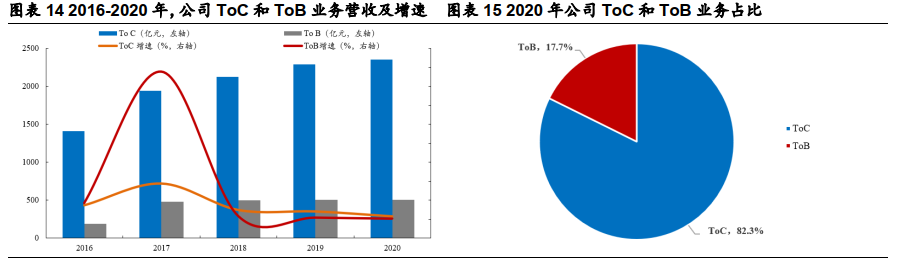 图表 14 2016-2020 年，公司 ToC 和 ToB 业务营收及增速
To C（亿元，左轴）
To B（亿元，左轴）
ToC 增速（%，右轴）
ToB增速（%，右轴）
2500
2000
1500
1000
500
0
2016
2017
2018
2019
2020
图表 15 2020 年公司 ToC 和 ToB 业务占比
ToB，17.7%
ToC
ToB
ToC，82.3%